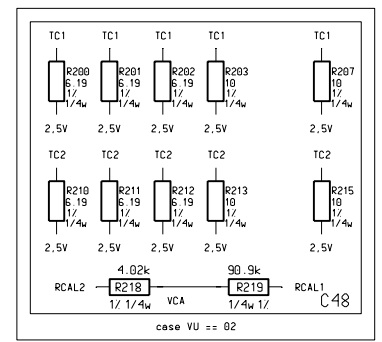 TC1 TC1 TC1 TC1 TC1
R200 R201 R202 R203 R207
6.19 6.19 6.19 10 10
1% 1% 1% 1% 1%
1/4w 1/4w 1/4w 1/4w 1/4w
2,5V 2,5V 2,5V 2,5V 2,5V
TC2 TC2 TC2 TC2 TC2
R210 R211 R212 R213 R215
6.19 6.19 6.19 10 10
1% 1% 1% 1% 1%
1/4w 1/4w 1/4w 1/4w 1/4w
2,5V 2,5V 2,5V 2,5V 2,5V
4.02k 90.9k
RCAL2 R218 R219 RCAL1
1% 1/4w VCA 1/4w 1% C48
case VU == 02